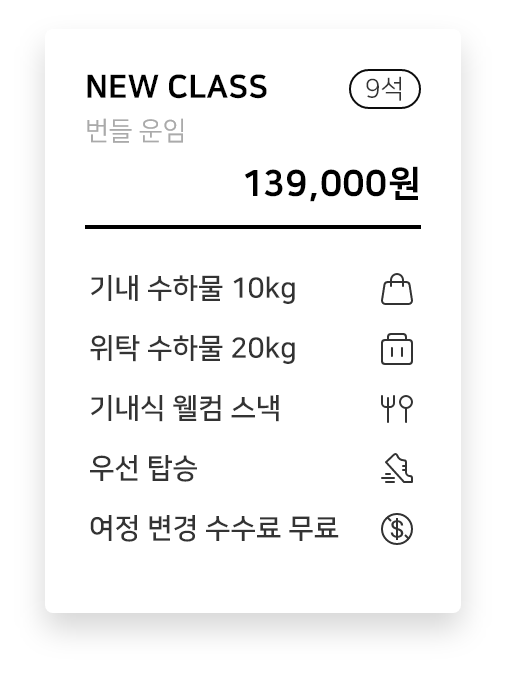 NEW CLASS 9석
번들 운임
139,000원
기내 수하물 10kg
위탁 수하물 20kg
기내식 웰컴 스낵
우선 탑승
여정 변경 수수료 무료